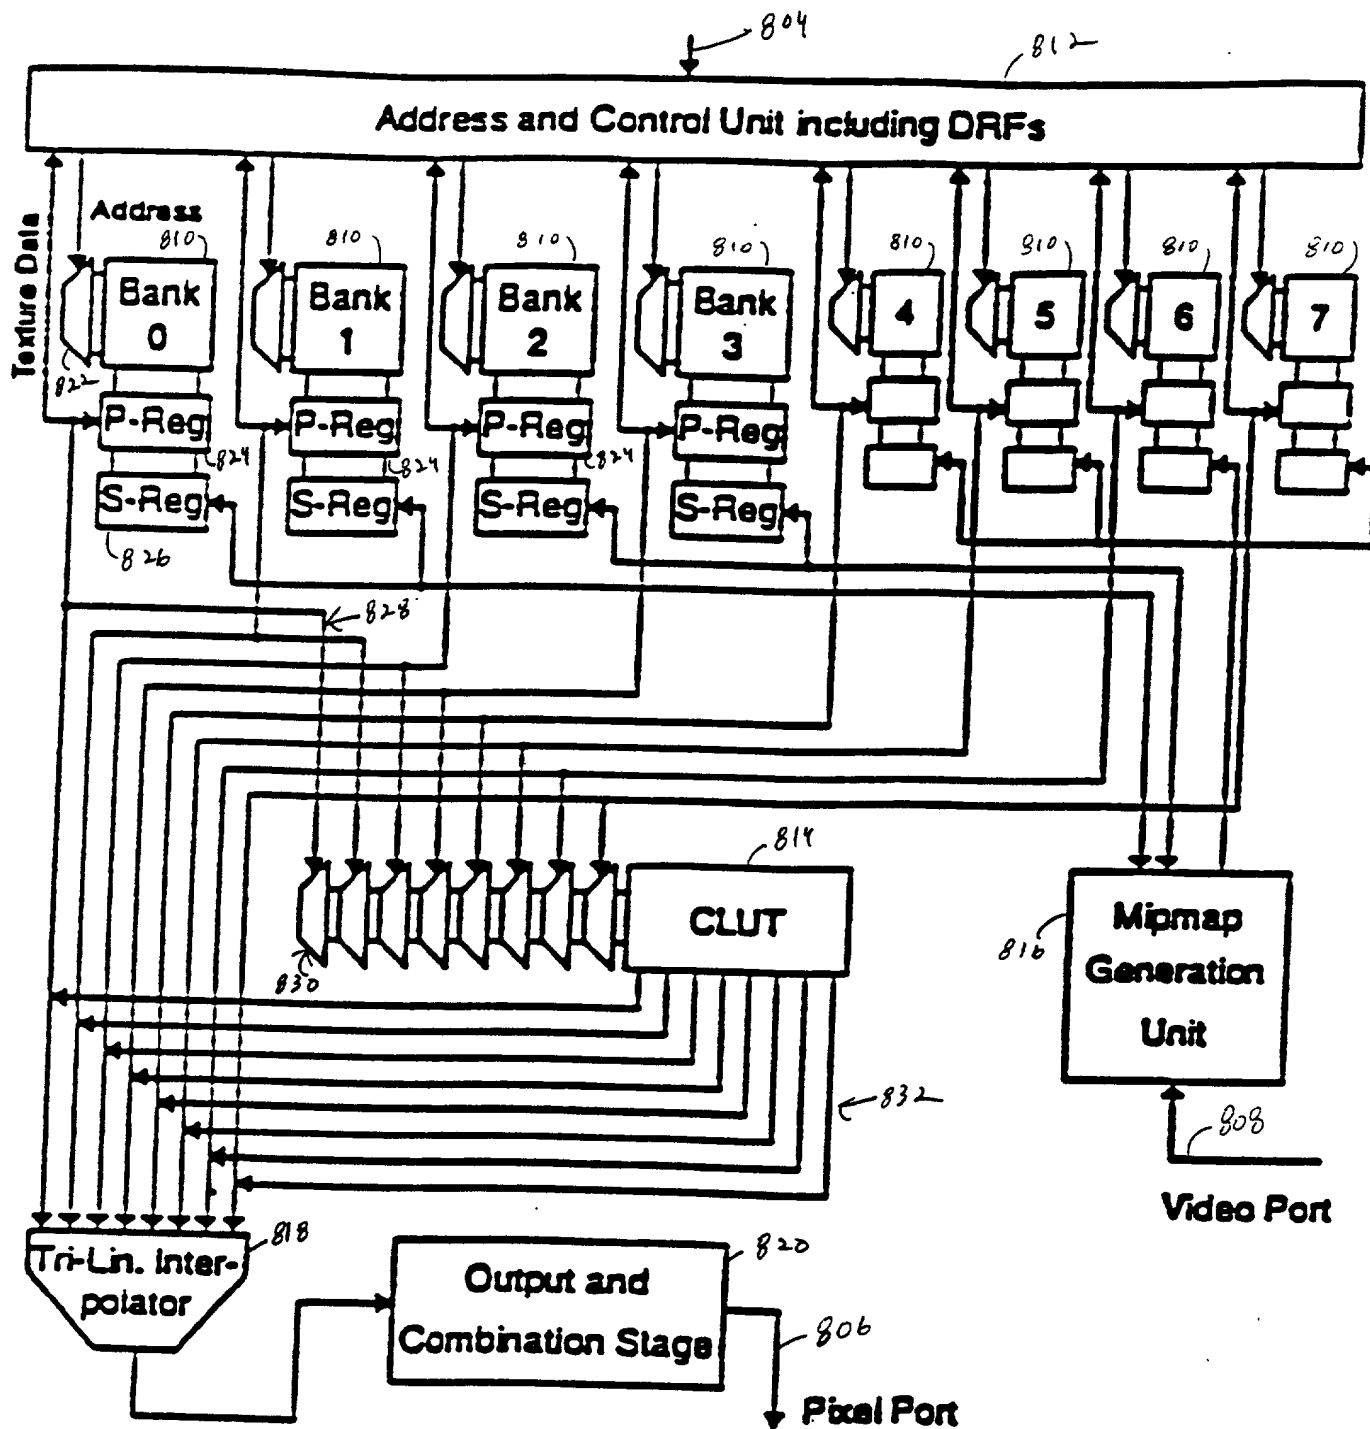 804
812
Address and Control Unit including DRFs
Texture Data
Address
810
810
810
810
810
810
810
810
Bank
0
Bank
1
Bank
2
Bank
3
4
5
6
7
822
P-Reg
P-Reg
P-Reg
P-Reg
824
824
824
S-Reg
S-Reg
S-Reg
S-Reg
826
828
814
CLUT
830
816
Mipmap
Generation
Unit
832
808
Video Port
818
Tri-Lin. Inter-
polator
820
Output and
Combination Stage
806
Pixel Port